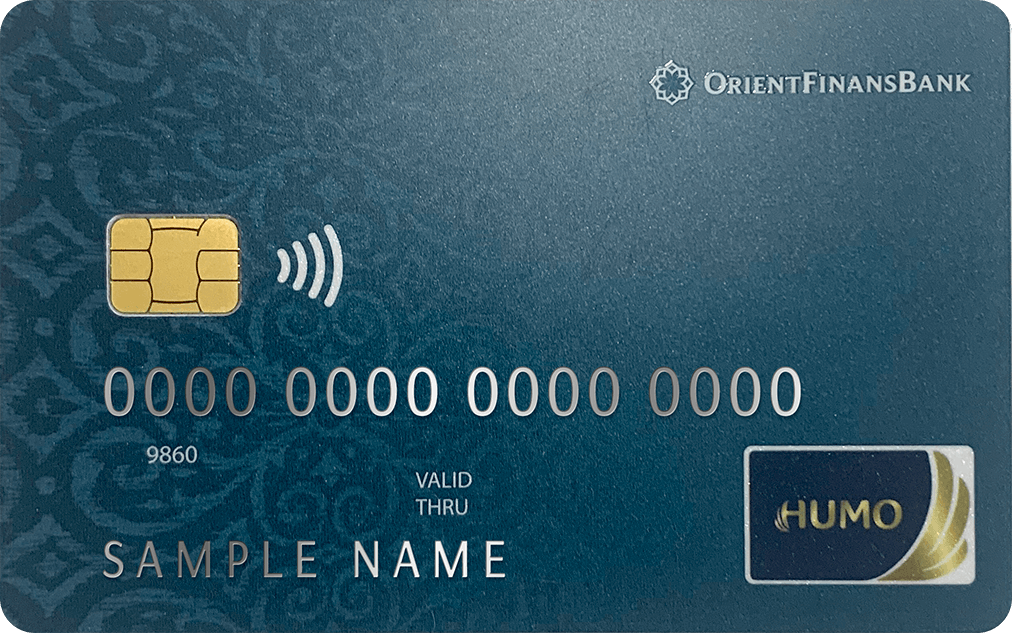 OrientFinansBank
0000 0000 0000 0000
9860
VALID
THRU
SAMPLE NAME
HUMO